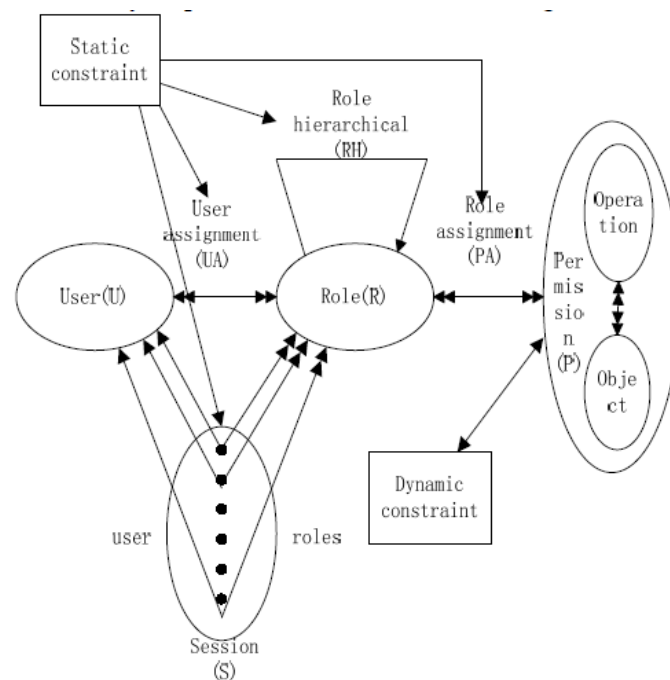 Static
constraint
Role
hierarchical
(RH)
User
assignment
(UA)
Role
assignment
(PA)
Opera
tion
User(U)
Role(R)
Per
mis
sio
n
(P)
Obje
ct
Dynamic
constraint
user
roles
Session
(S)